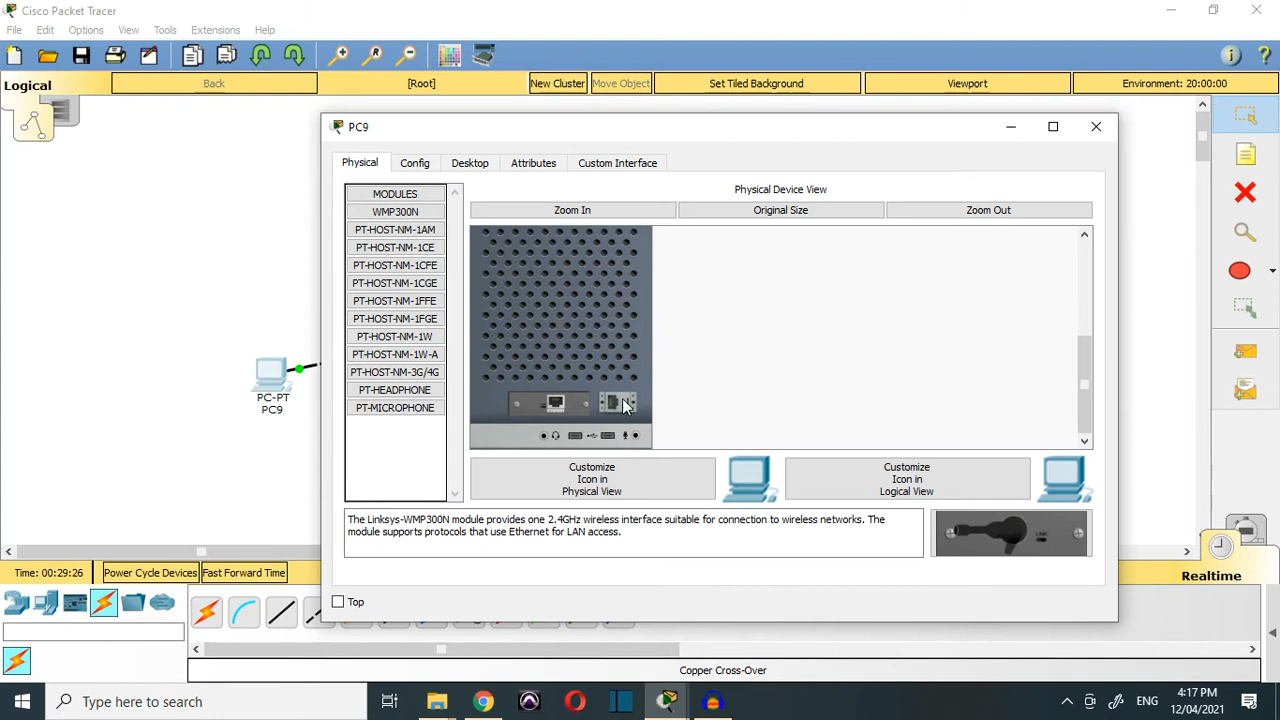 Cisco Packet Tracer
File Edit Options View Tools Extensions Help
Logical Back [Root] New Cluster Move Object Set Tiled Background Viewport Environment: 20:00:00
PC9
Physical Config Desktop Attributes Custom Interface
MODULES
WMP300N
PT-HOST-NM-1AM
PT-HOST-NM-1CE
PT-HOST-NM-1CFE
PT-HOST-NM-1CGE
PT-HOST-NM-1FFE
PT-HOST-NM-1FGE
PT-HOST-NM-1W
PT-HOST-NM-1W-A
PT-HOST-NM-3G/4G
PT-HEADPHONE
PT-MICROPHONE
Physical Device View
Zoom In Original Size Zoom Out
PC-PT
PC9
Customize
Icon in
Physical View
Customize
Icon in
Logical View
The Linksys-WMP300N module provides one 2.4GHz wireless interface suitable for connection to wireless networks. The
module supports protocols that use Ethernet for LAN access.
LINK
Top
Time: 00:29:26 Power Cycle Devices Fast Forward Time Realtime
Copper Cross-Over
Type here to search
ENG
4:17 PM
12/04/2021